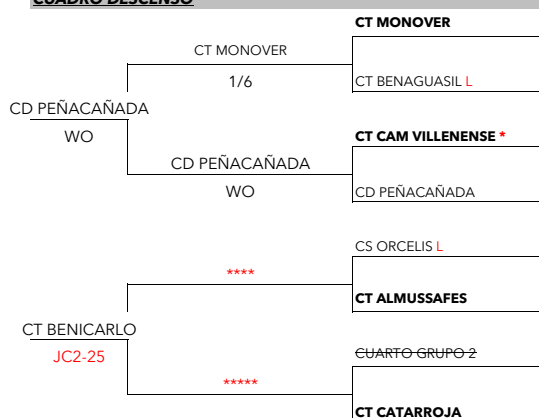 CUADRO DESCENSO
CT MONOVER
CT MONOVER
1/6
CT BENAGUASIL L
CD PEÑACAÑADA
WO
CT CAM VILLENENSE *
CD PEÑACAÑADA
WO
CD PEÑACAÑADA
CS ORCELIS L
****
CT ALMUSSAFES
CT BENICARLO
JC2-25
CUARTO GRUPO 2
*****
CT CATARROJA